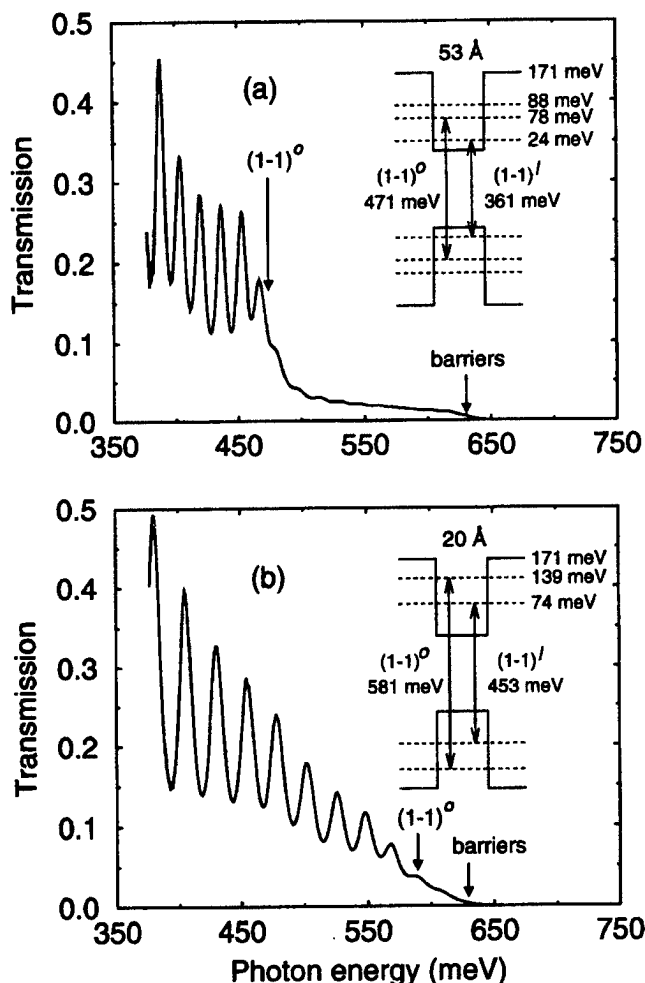 0.5
0.4
0.3
0.2
0.1
0.0
Transmission
(a)
(1-1)^o
53 Å
171 meV
88 meV
78 meV
24 meV
(1-1)^o
471 meV
(1-1)^l
361 meV
barriers
350
450
550
650
750
0.5
0.4
0.3
0.2
0.1
0.0
Transmission
(b)
20 Å
171 meV
139 meV
74 meV
(1-1)^o
581 meV
(1-1)^l
453 meV
(1-1)^o
barriers
350
450
550
650
750
Photon energy (meV)